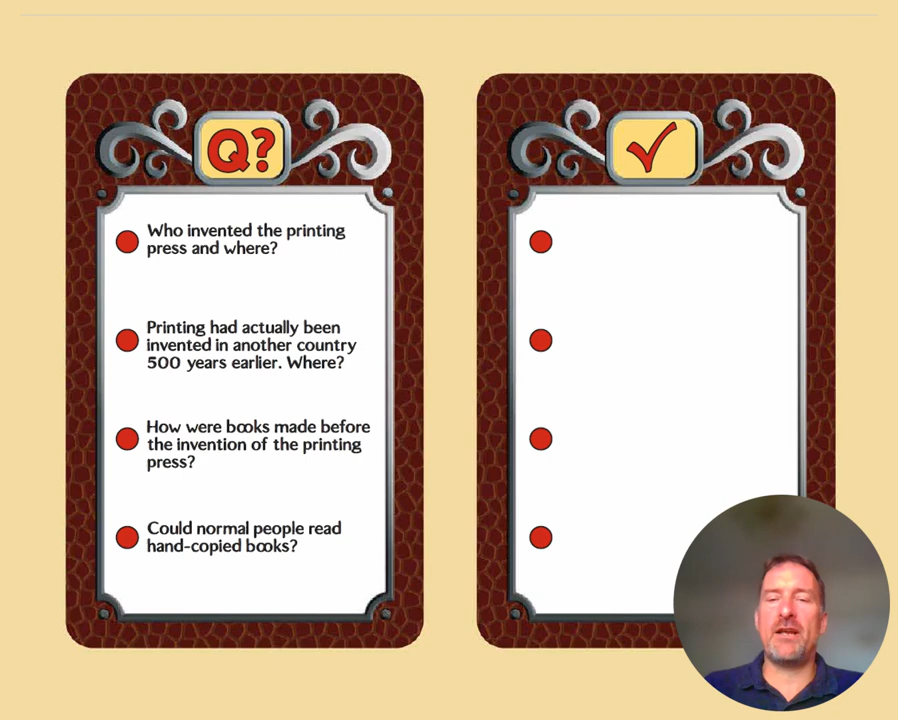 Q?
Who invented the printing
press and where?
Printing had actually been
invented in another country
500 years earlier. Where?
How were books made before
the invention of the printing
press?
Could normal people read
hand-copied books?